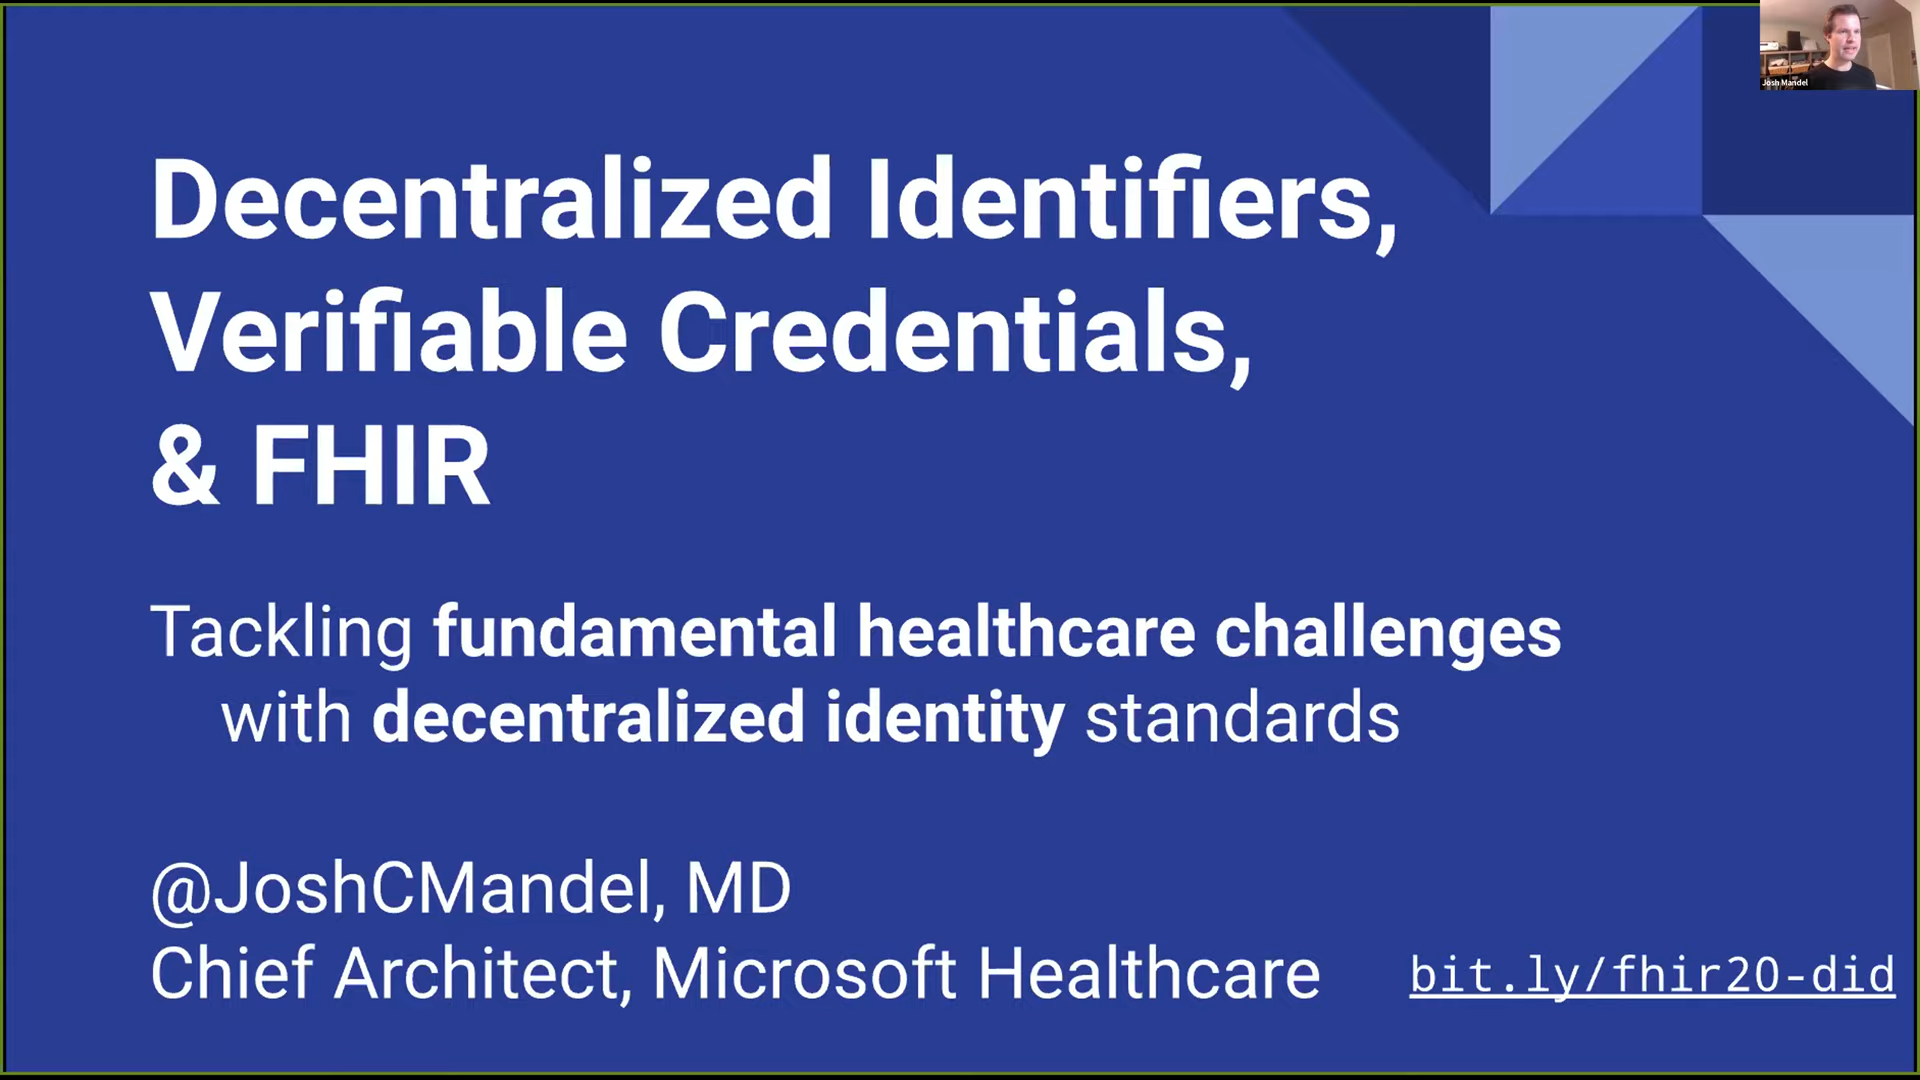 Josh Mandel
Decentralized Identifiers,
Verifiable Credentials,
& FHIR
Tackling fundamental healthcare challenges
with decentralized identity standards
@JoshCMandel, MD
Chief Architect, Microsoft Healthcare
bit.ly/fhir20-did